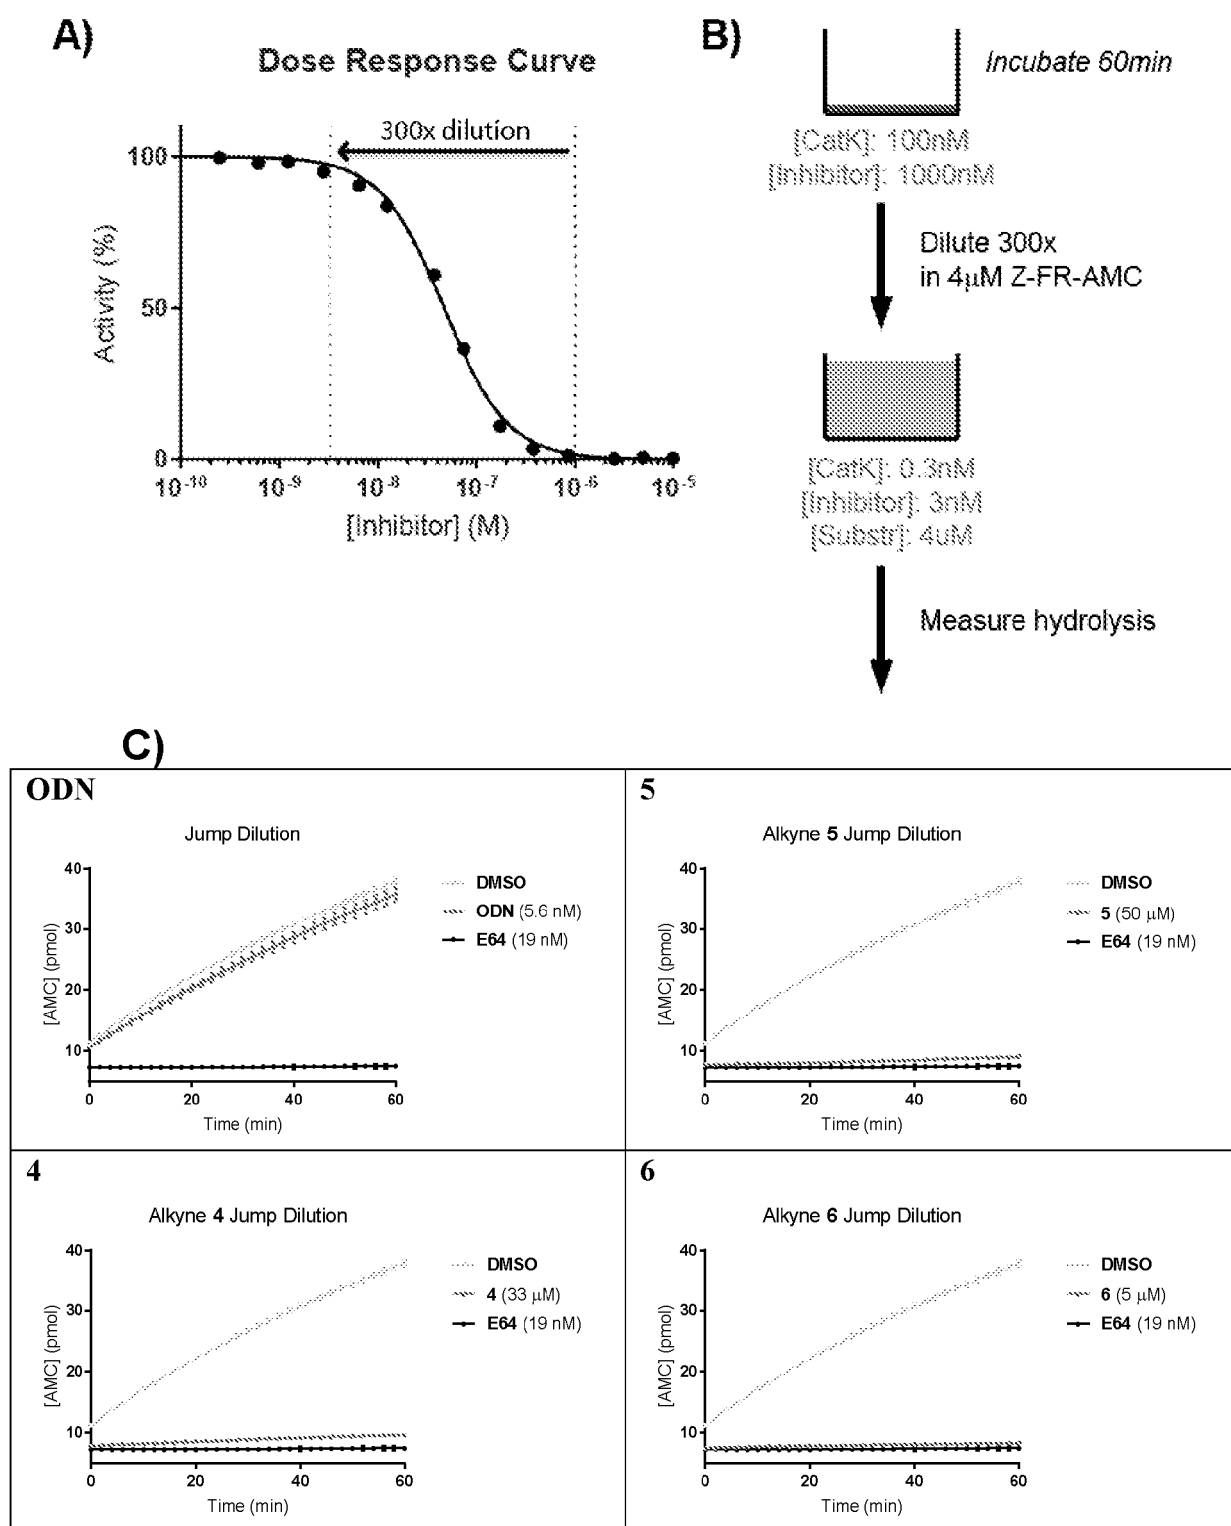 A)
Dose Response Curve
300x dilution
100
50
0
Activity (%)
10-10
10-9
10-8
10-7
10-6
10-5
[Inhibitor] (M)
B)
Incubate 60min
[CatK]: 100nM
[Inhibitor]: 1000nM
Dilute 300x
in 4μM Z-FR-AMC
[CatK]: 0.3nM
[Inhibitor]: 3nM
[Substr]: 4uM
Measure hydrolysis
C)
ODN
Jump Dilution
40
30
20
10
[AMC] (pmol)
0
20
40
60
Time (min)
DMSO
ODN (5.6 nM)
E64 (19 nM)
5
Alkyne 5 Jump Dilution
40
30
20
10
[AMC] (pmol)
0
20
40
60
Time (min)
DMSO
5 (50 μM)
E64 (19 nM)
4
Alkyne 4 Jump Dilution
40
30
20
10
[AMC] (pmol)
0
20
40
60
Time (min)
DMSO
4 (33 μM)
E64 (19 nM)
6
Alkyne 6 Jump Dilution
40
30
20
10
[AMC] (pmol)
0
20
40
60
Time (min)
DMSO
6 (5 μM)
E64 (19 nM)